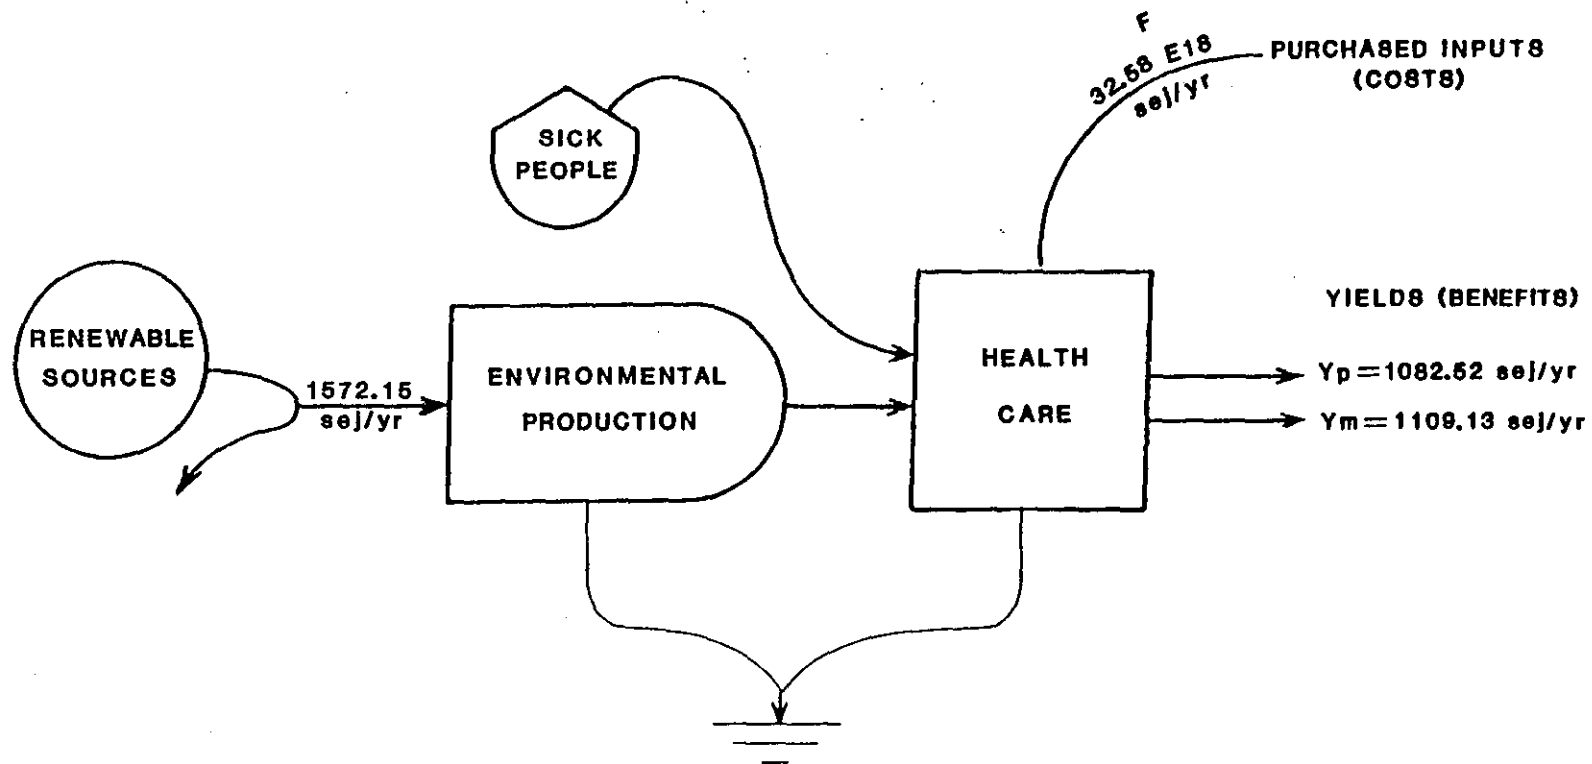 F
32.58 E18
sej/yr
PURCHASED INPUTS
(COSTS)
SICK
PEOPLE
YIELDS (BENEFITS)
RENEWABLE
SOURCES
1572.15
sej/yr
ENVIRONMENTAL
PRODUCTION
HEALTH
CARE
Yp=1082.52 sej/yr
Ym=1109.13 sej/yr